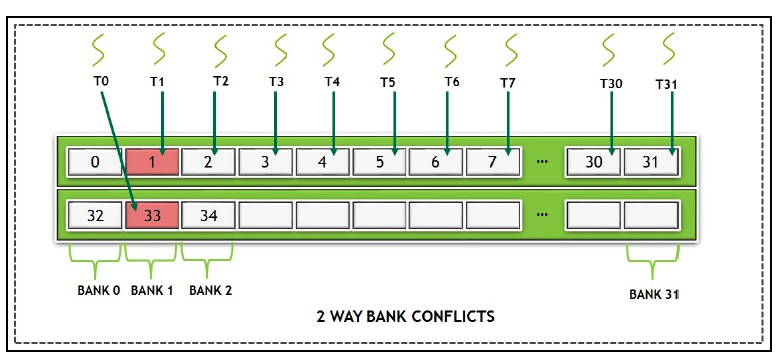 T0 T1 T2 T3 T4 T5 T6 T7 T30 T31
0 1 2 3 4 5 6 7 ... 30 31
32 33 34 ...
BANK 0 BANK 1 BANK 2 BANK 31
2 WAY BANK CONFLICTS